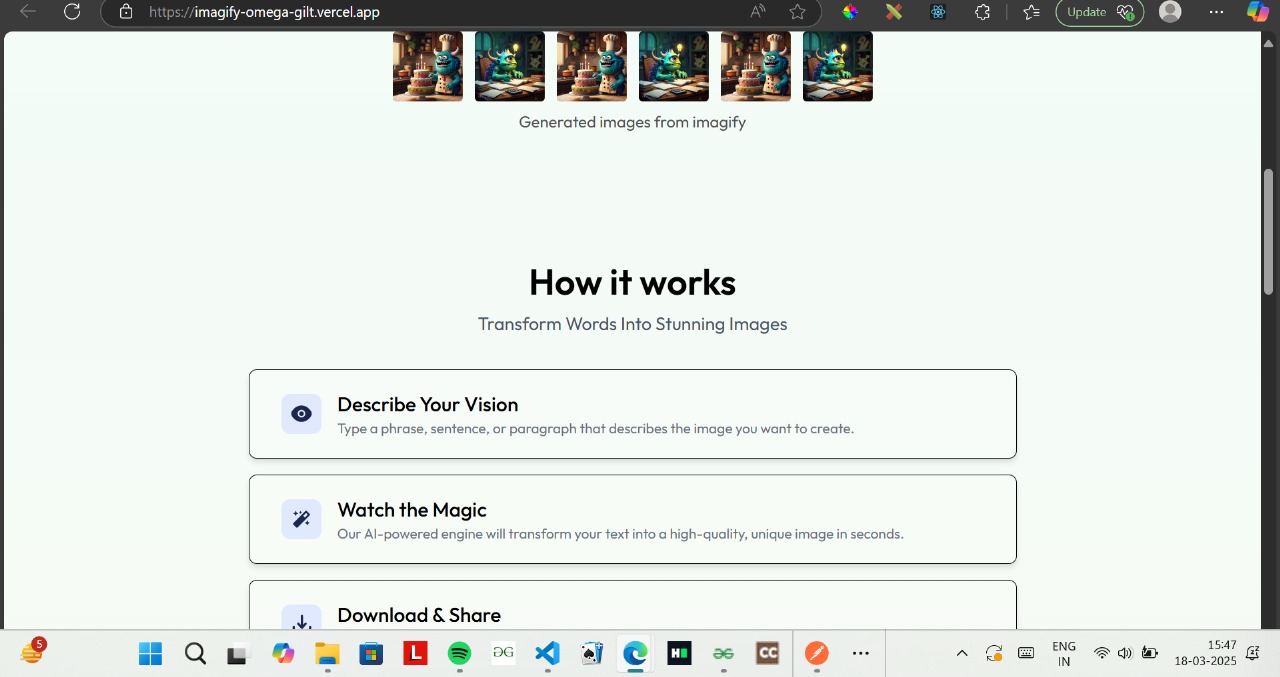 https://imagify-omega-gilt.vercel.app
Update
Generated images from imagify
How it works
Transform Words Into Stunning Images
Describe Your Vision
Type a phrase, sentence, or paragraph that describes the image you want to create.
Watch the Magic
Our AI-powered engine will transform your text into a high-quality, unique image in seconds.
Download & Share
5
L
CC
ENG
IN
15:47
18-03-2025